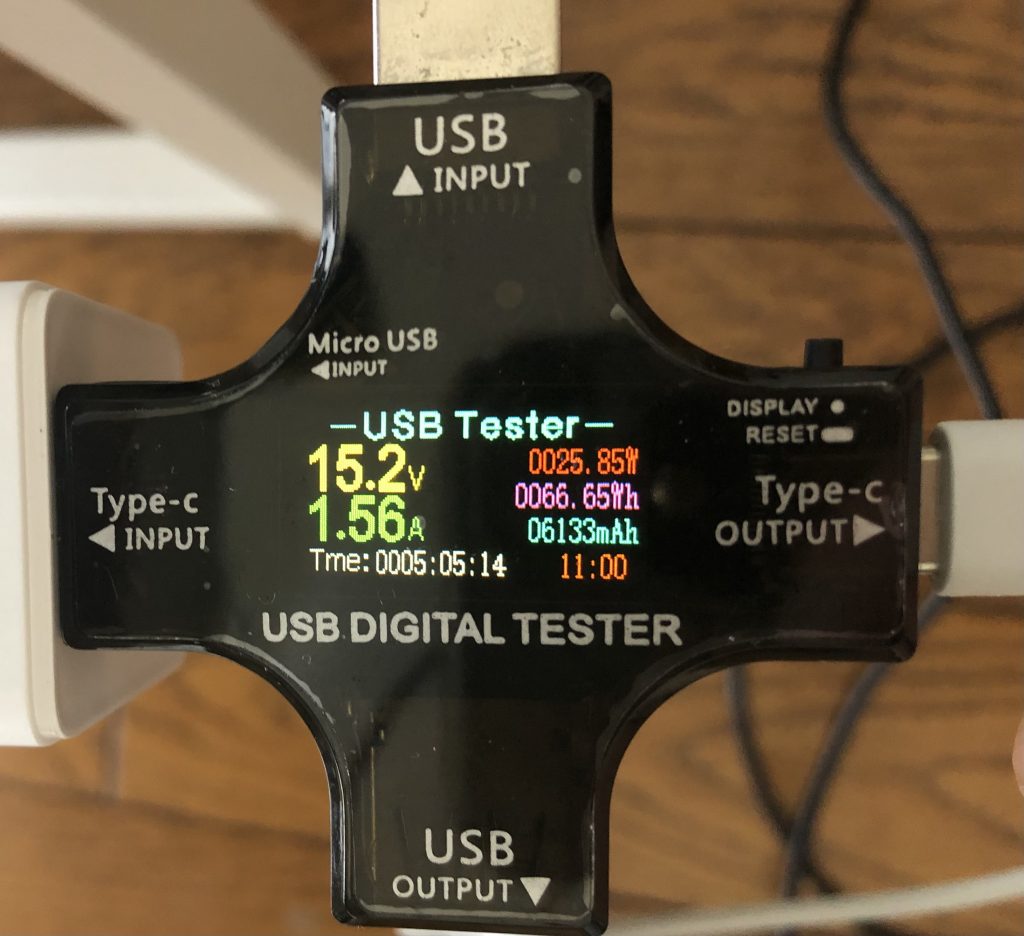 USB
▲ INPUT
Micro USB
◀INPUT
DISPLAY ●
RESET
—USB Tester—
15.2V
0025.85W
1.56A
0066.65Wh
06133mAh
Tme:0005:05:14
11:00
Type-c
◀ INPUT
Type-c
OUTPUT▶
USB DIGITAL TESTER
USB
OUTPUT▼